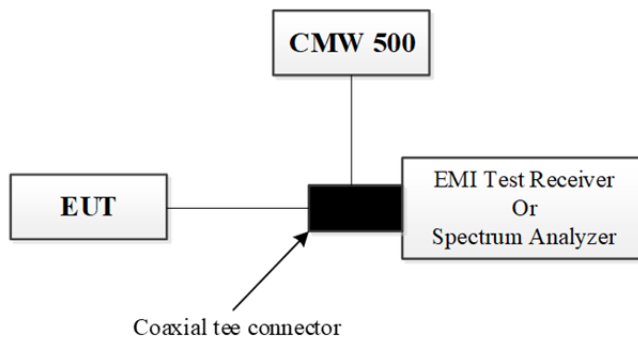 CMW 500
EUT
EMI Test Receiver
Or
Spectrum Analyzer
Coaxial tee connector